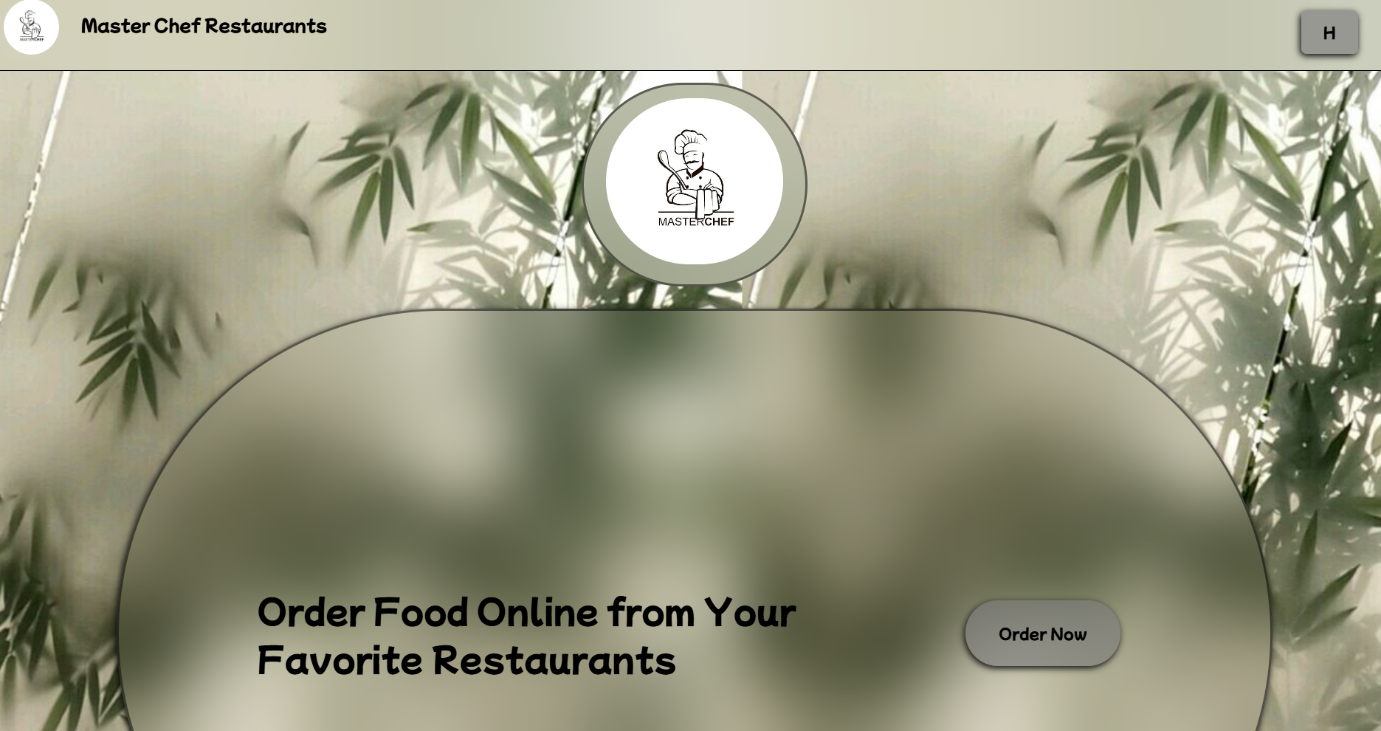 Master Chef Restaurants
H
MASTERCHEF
Order Food Online from Your
Favorite Restaurants
Order Now